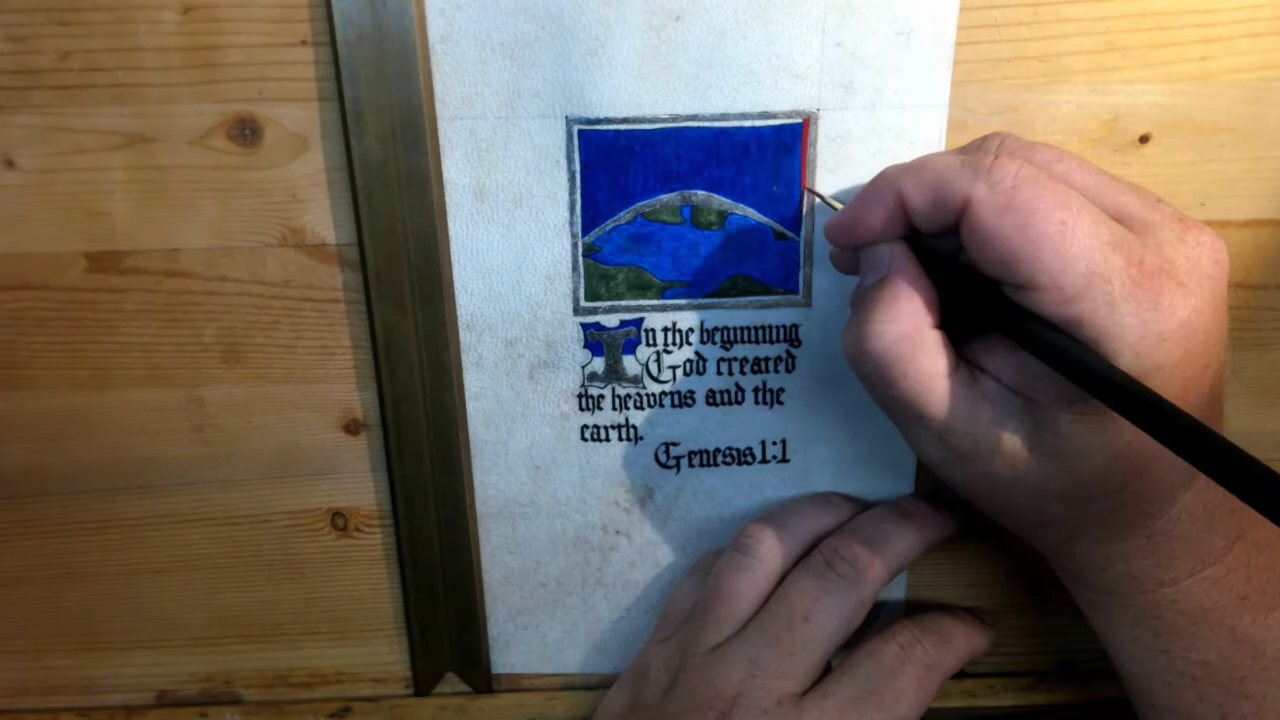 In the beginning
God created
the heavens and the
earth.
Genesis 1:1